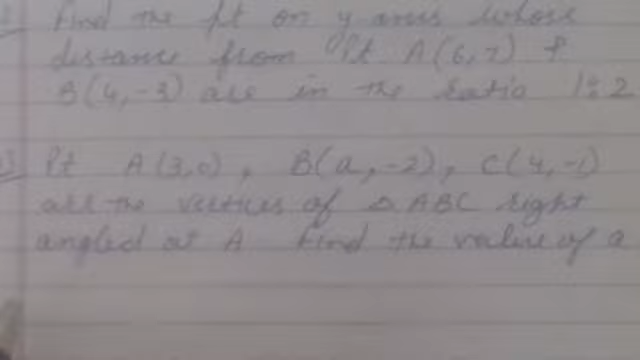 Find the pt on y axis whose
distance from Pt A(6,7) &
B(4,-3) are in the ratio 1:2
Pt A(3,0), B(a,-2), C(4,-1)
are the vertices of △ABC right
angled at A Find the value of a